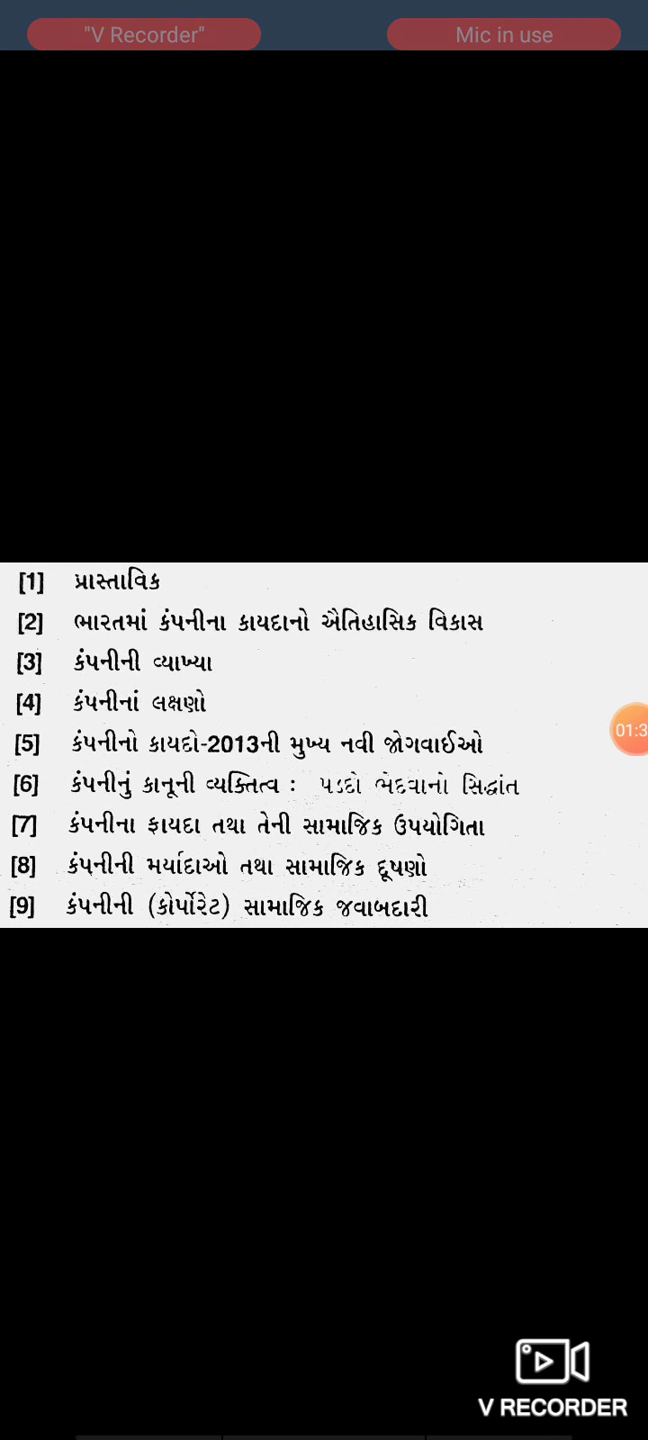 "V Recorder" Mic in use
[1] પ્રાસ્તાવિક
[2] ભારતમાં કંપનીના કાયદાનો ઐતિહાસિક વિકાસ
[3] કંપનીની વ્યાખ્યા
[4] કંપનીનાં લક્ષણો
[5] કંપનીનો કાયદો-2013ની મુખ્ય નવી જોગવાઈઓ
01:3
[6] કંપનીનું કાનૂની વ્યક્તિત્વ : પડદો ભેદવાનો સિદ્ધાંત
[7] કંપનીના ફાયદા તથા તેની સામાજિક ઉપયોગિતા
[8] કંપની​ની મર્યાદાઓ તથા સામાજિક દૂષણો
[9] કંપનીની (કોર્પોરેટ) સામાજિક જવાબદારી
V RECORDER